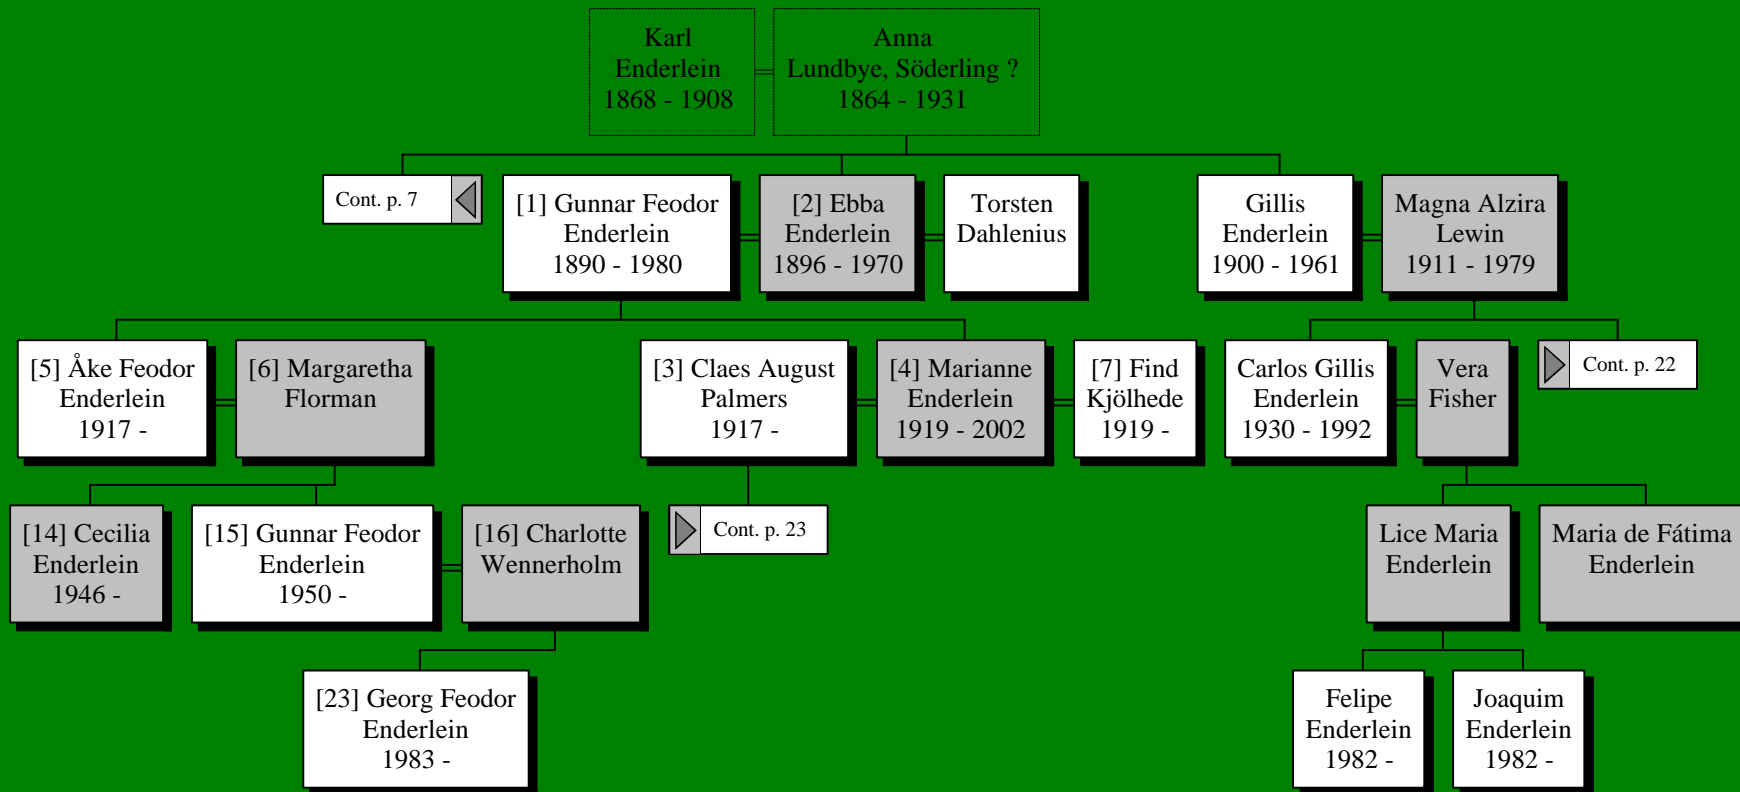 Karl
Enderlein
1868 - 1908
Anna
Lundbye, Söderling ?
1864 - 1931
Cont. p. 7
[1] Gunnar Feodor
Enderlein
1890 - 1980
[2] Ebba
Enderlein
1896 - 1970
Torsten
Dahlenius
Gillis
Enderlein
1900 - 1961
Magna Alzira
Lewin
1911 - 1979
[5] Åke Feodor
Enderlein
1917 -
[6] Margaretha
Florman
[3] Claes August
Palmers
1917 -
[4] Marianne
Enderlein
1919 - 2002
[7] Find
Kjölhede
1919 -
Carlos Gillis
Enderlein
1930 - 1992
Vera
Fisher
Cont. p. 22
[14] Cecilia
Enderlein
1946 -
[15] Gunnar Feodor
Enderlein
1950 -
[16] Charlotte
Wennerholm
Cont. p. 23
Lice Maria
Enderlein
Maria de Fátima
Enderlein
[23] Georg Feodor
Enderlein
1983 -
Felipe
Enderlein
1982 -
Joaquim
Enderlein
1982 -